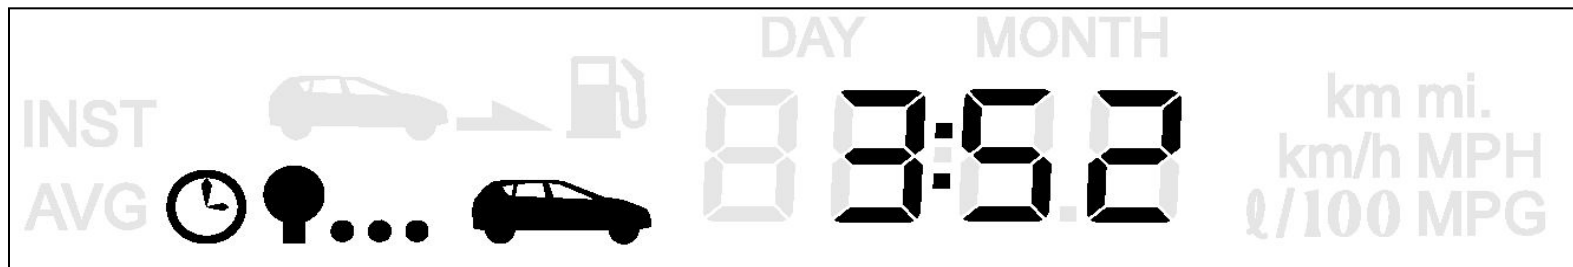 DAY MONTH
INST
AVG
3:52
km mi.
km/h MPH
ℓ/100 MPG